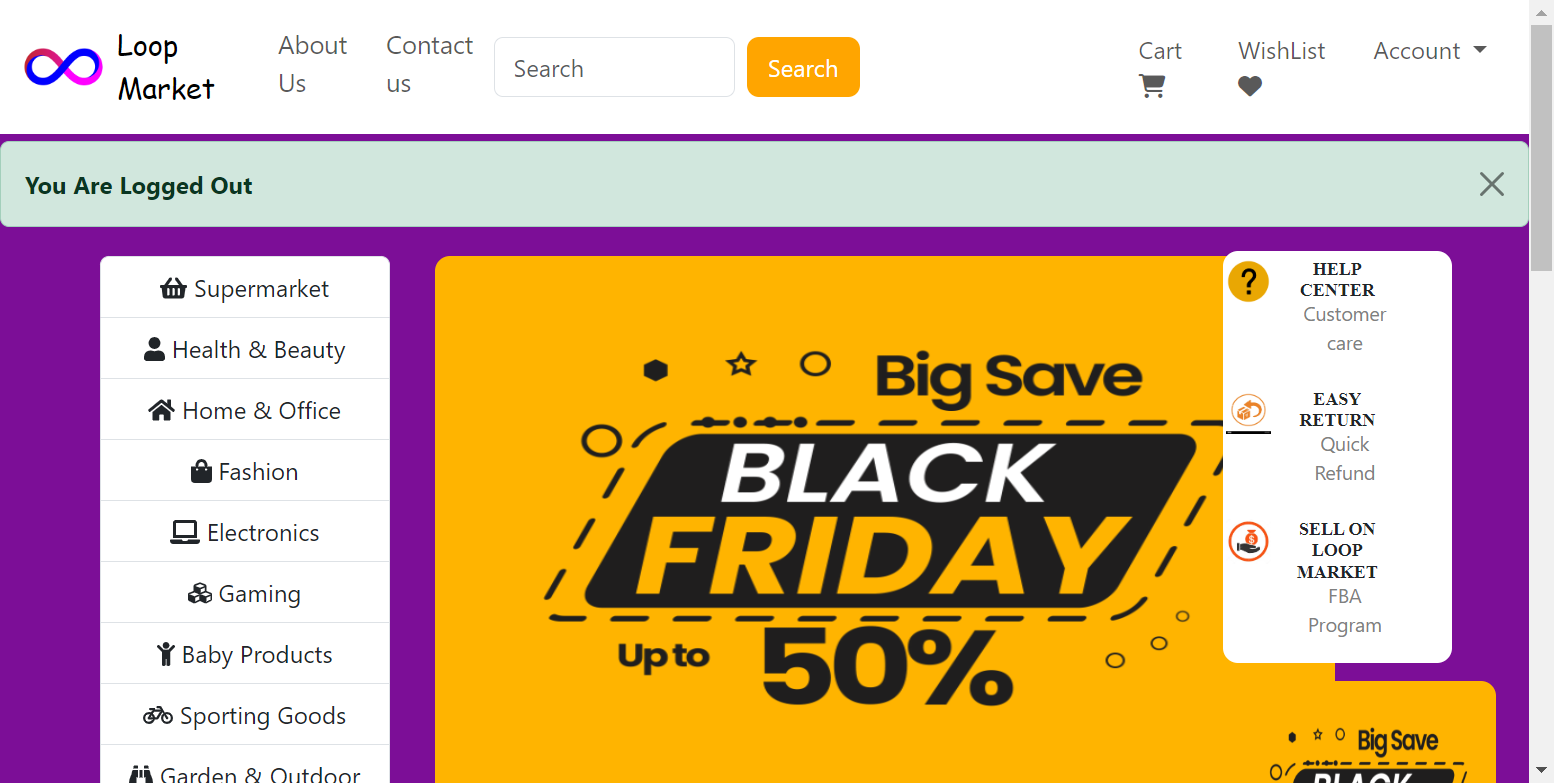 Loop
Market
About
Us
Contact
us
Search
Search
Cart
WishList
Account
You Are Logged Out
Supermarket
Health & Beauty
Home & Office
Fashion
Electronics
Gaming
Baby Products
Sporting Goods
Garden & Outdoor
Big Save
BLACK
FRIDAY
Up to
50%
?
HELP
CENTER
Customer
care
EASY
RETURN
Quick
Refund
$
SELL ON
LOOP
MARKET
FBA
Program
Big Save
BLACK